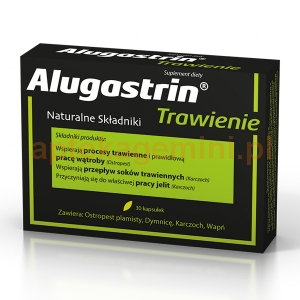 Suplement diety
Alugastrin®
Trawienie
Naturalne Składniki
Składniki produktu:
Wspierają procesy trawienne i prawidłową
pracę wątroby (Ostropest)
Wspierają przepływ soków trawiennych (Karczoch)
Przyczyniają się do właściwej pracy jelit (Karczoch)
30 kapsułek
Zawiera: Ostropest plamisty, Dymnicę, Karczoch, Wapń